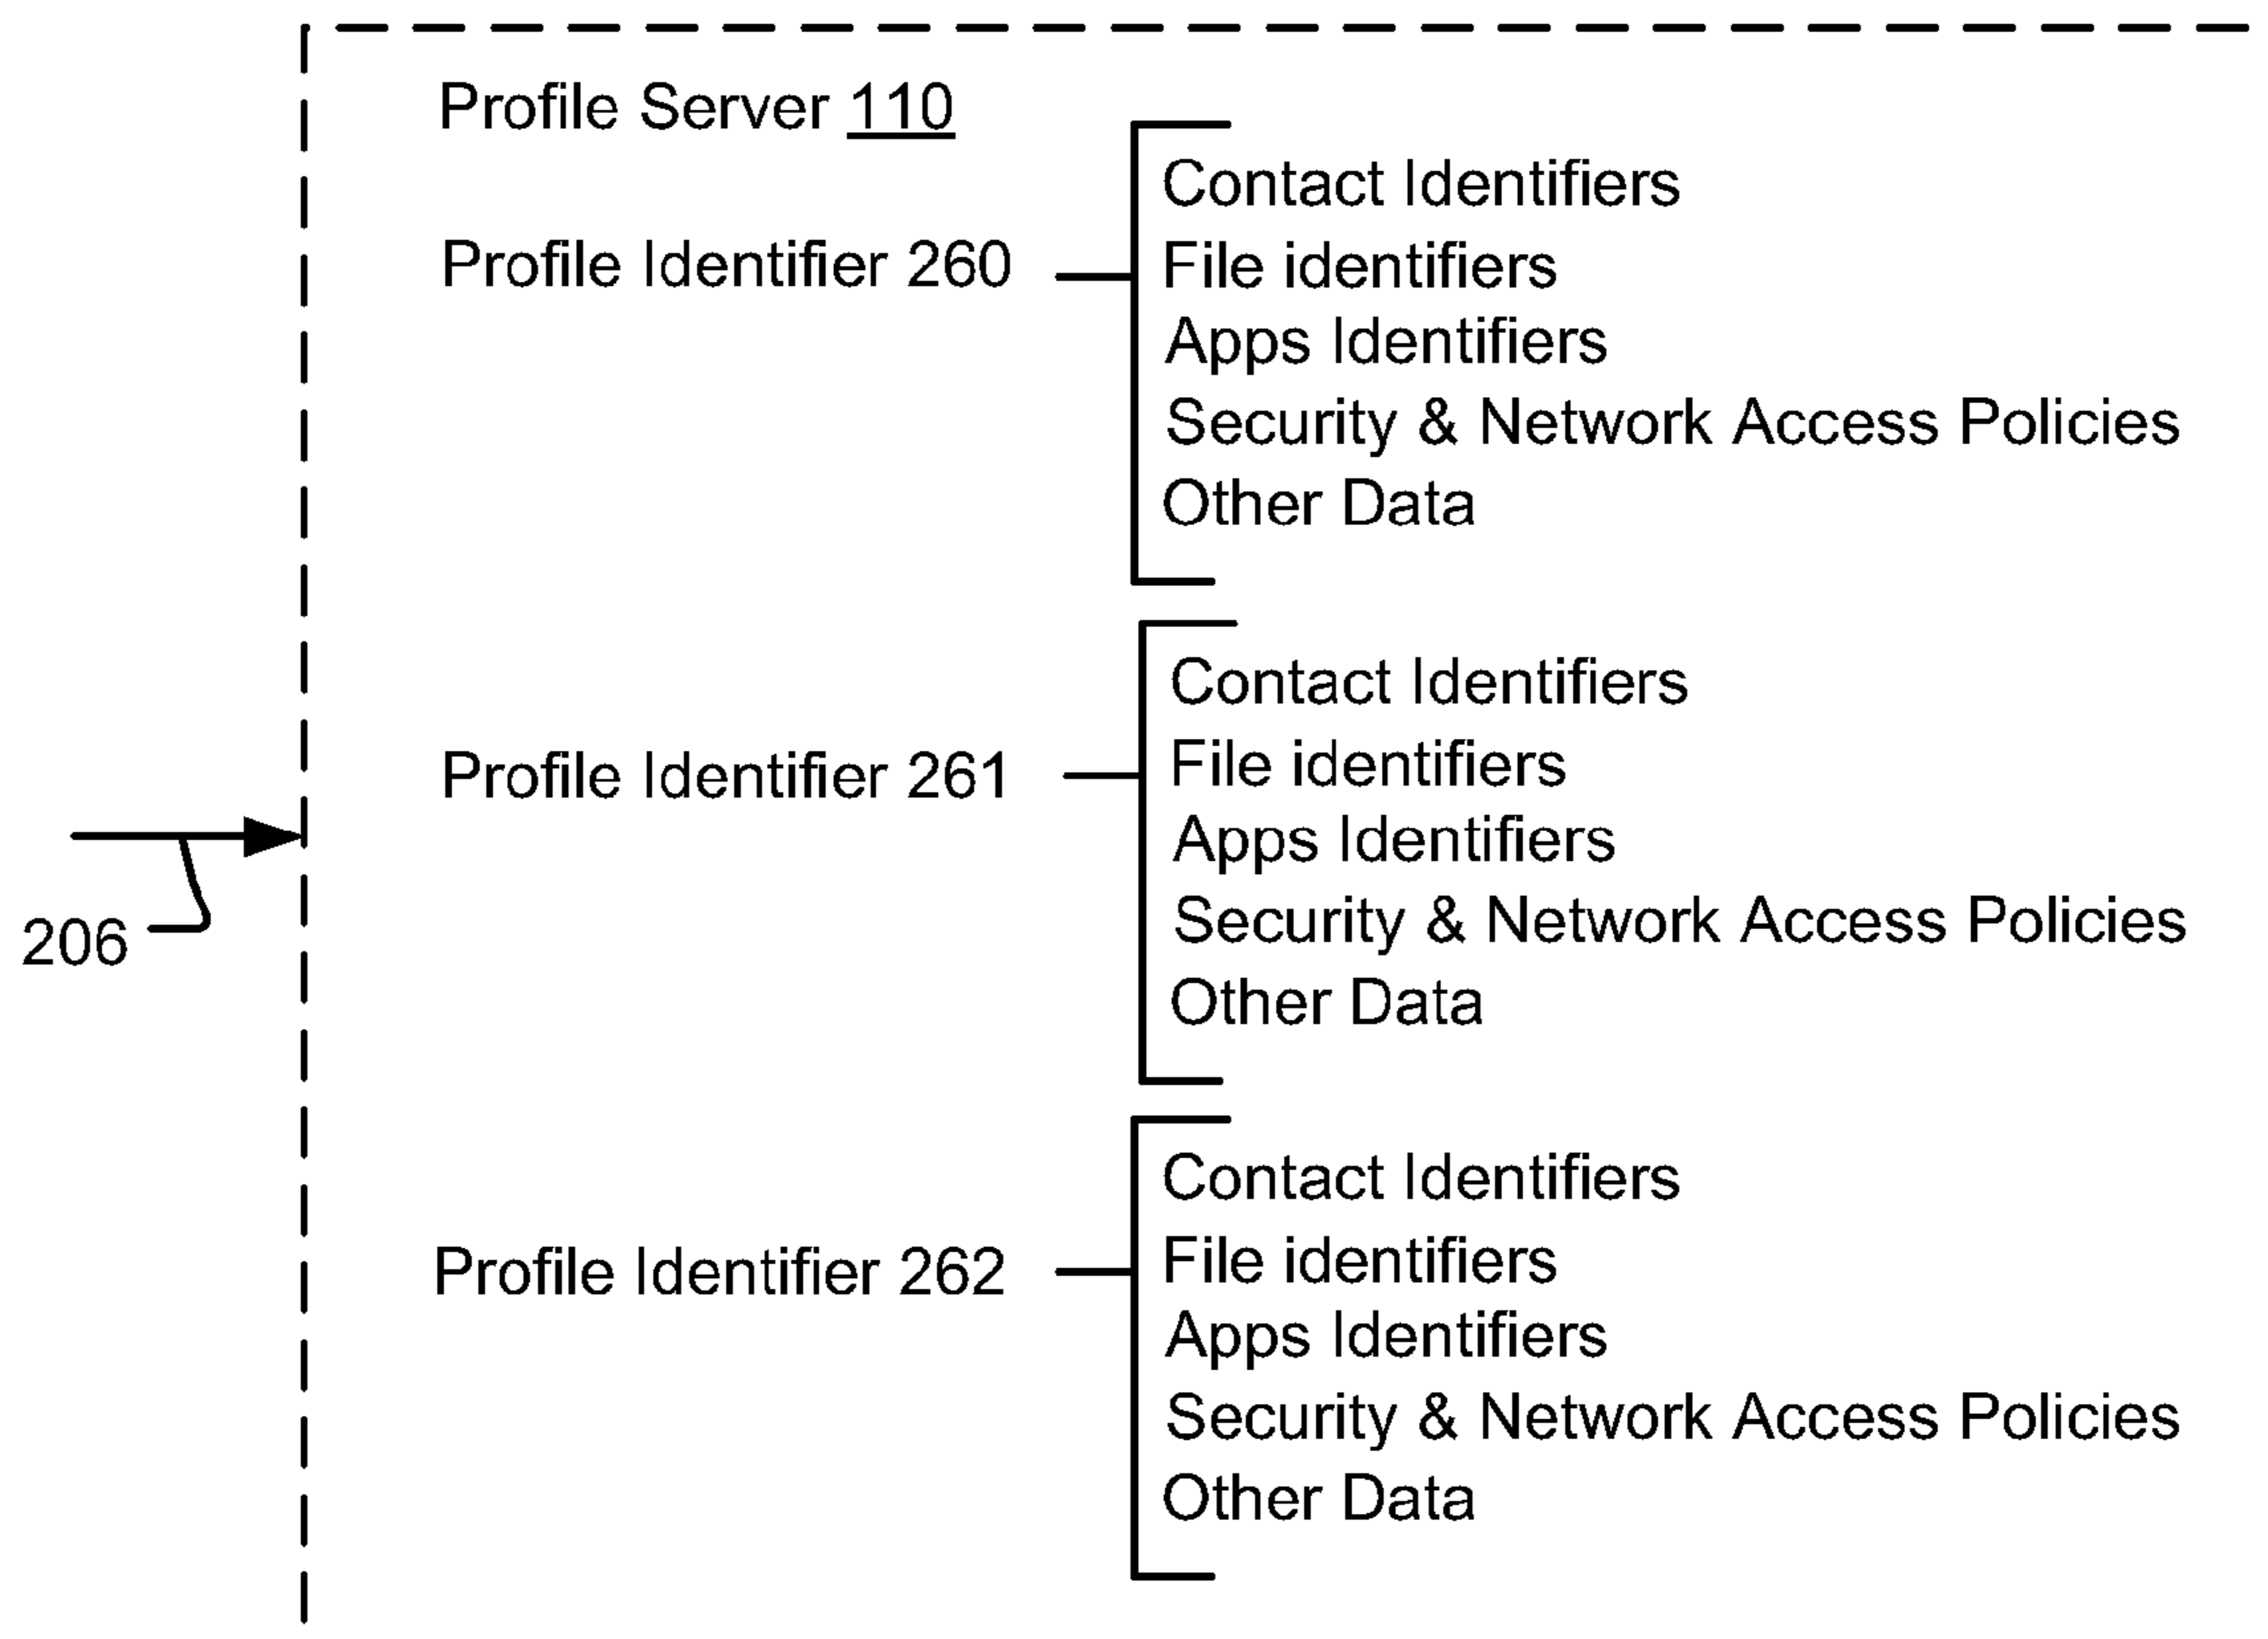 Profile Server 110
Profile Identifier 260
Contact Identifiers
File identifiers
Apps Identifiers
Security & Network Access Policies
Other Data
Profile Identifier 261
Contact Identifiers
File identifiers
Apps Identifiers
Security & Network Access Policies
Other Data
206
Profile Identifier 262
Contact Identifiers
File identifiers
Apps Identifiers
Security & Network Access Policies
Other Data